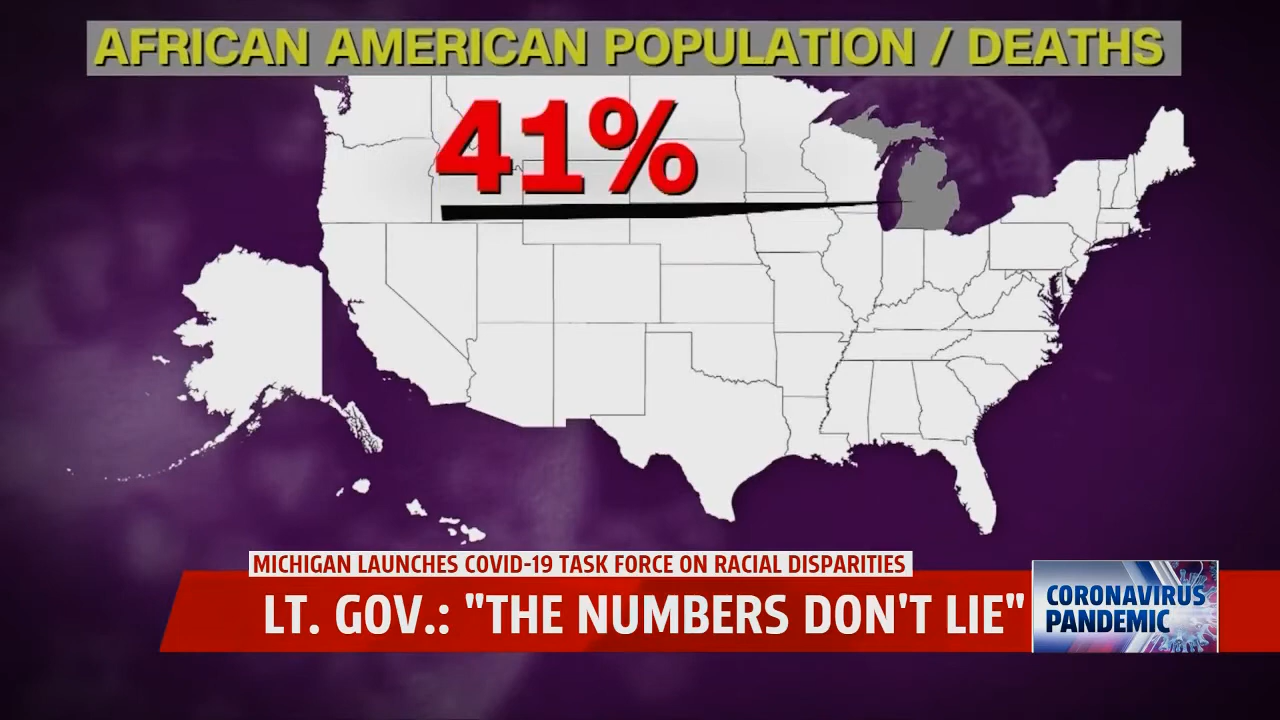 AFRICAN AMERICAN POPULATION / DEATHS
41%
MICHIGAN LAUNCHES COVID-19 TASK FORCE ON RACIAL DISPARITIES
LT. GOV.: "THE NUMBERS DON'T LIE"
CORONAVIRUS
PANDEMIC